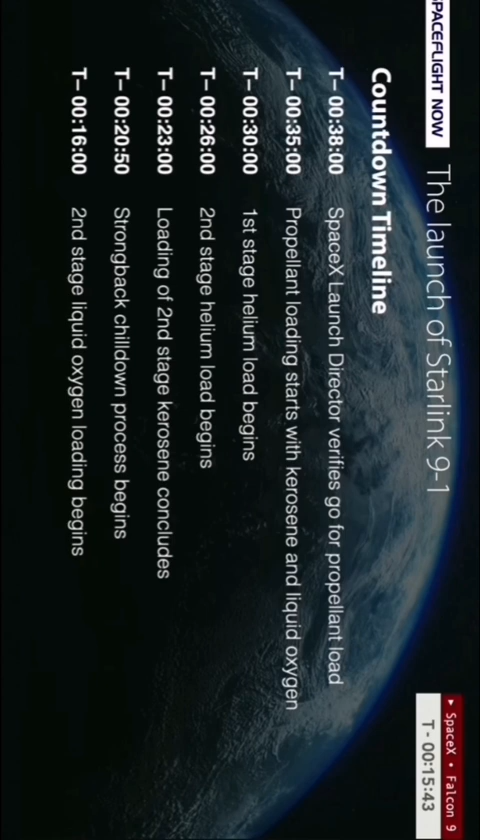 SPACEFLIGHT NOW
The launch of Starlink 9-1
▸ SpaceX • Falcon 9
T- 00:15:43
Countdown Timeline
T– 00:38:00 SpaceX Launch Director verifies go for propellant load
T– 00:35:00 Propellant loading starts with kerosene and liquid oxygen
T– 00:30:00 1st stage helium load begins
T– 00:26:00 2nd stage helium load begins
T– 00:23:00 Loading of 2nd stage kerosene concludes
T– 00:20:50 Strongback chilldown process begins
T– 00:16:00 2nd stage liquid oxygen loading begins